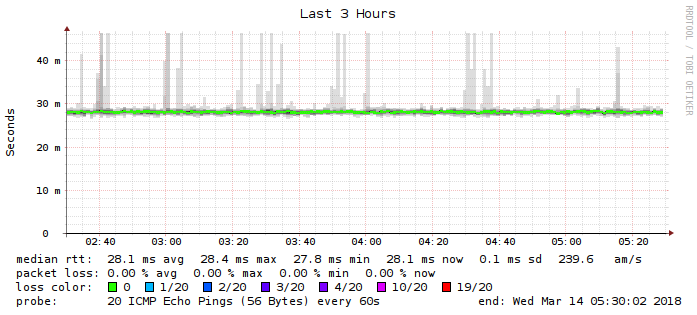 Last 3 Hours
RRDTOOL / TOBI OETIKER
Seconds
40 m
30 m
20 m
10 m
0
02:40 03:00 03:20 03:40 04:00 04:20 04:40 05:00 05:20
median rtt: 28.1 ms avg 28.4 ms max 27.8 ms min 28.1 ms now 0.1 ms sd 239.6 am/s
packet loss: 0.00 % avg 0.00 % max 0.00 % min 0.00 % now
loss color: 0 1/20 2/20 3/20 4/20 10/20 19/20
probe: 20 ICMP Echo Pings (56 Bytes) every 60s end: Wed Mar 14 05:30:02 2018